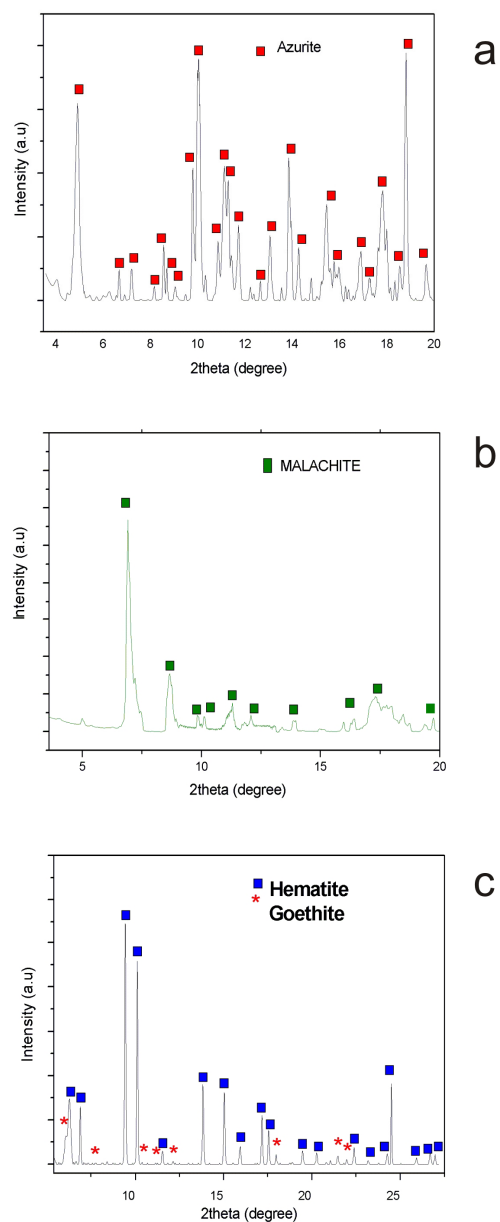 a
Azurite
Intensity (a.u)
4 6 8 10 12 14 16 18 20
2theta (degree)
b
MALACHITE
Intensity (a.u)
5 10 15 20
2theta (degree)
c
Hematite
* Goethite
Intensity (a.u)
10 15 20 25
2theta (degree)